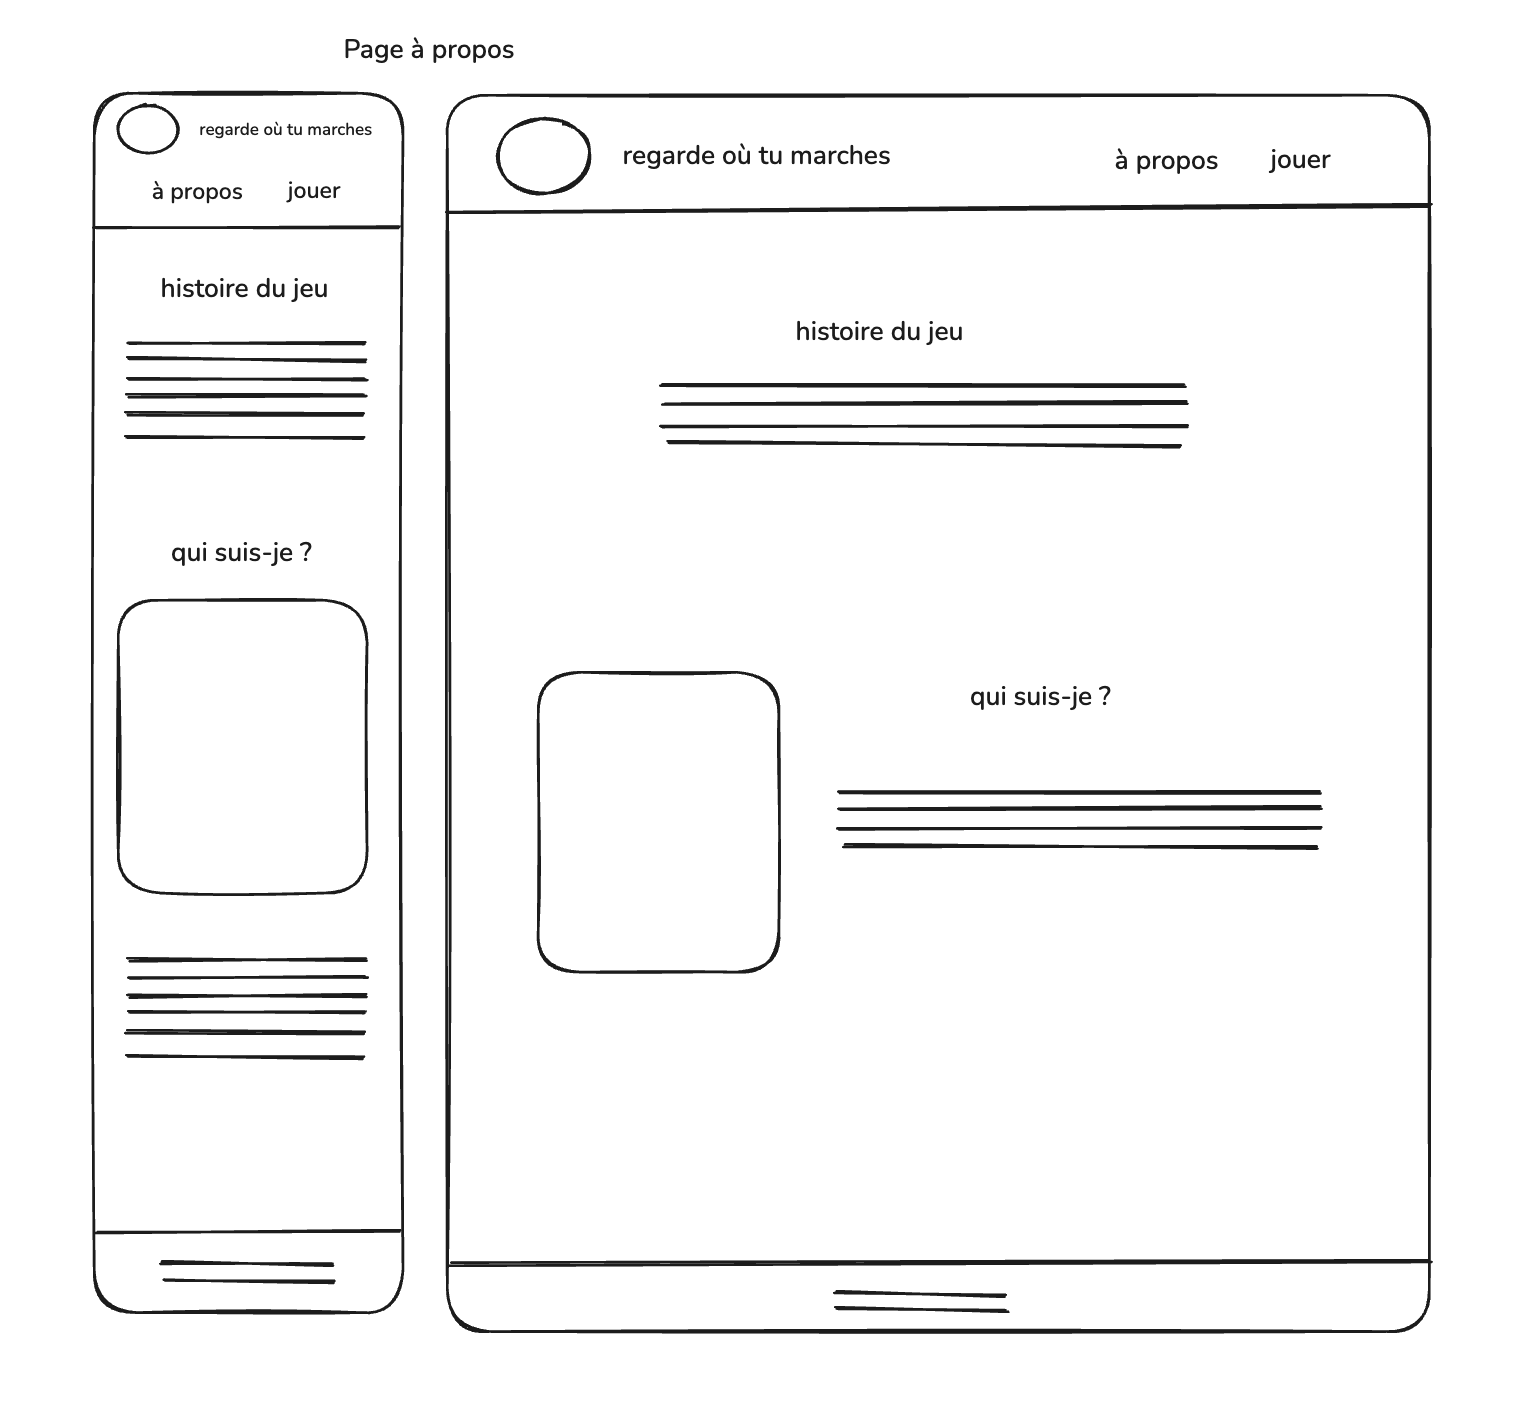 Page à propos
regarde où tu marches
à propos jouer
histoire du jeu
qui suis-je ?
regarde où tu marches
à propos jouer
histoire du jeu
qui suis-je ?